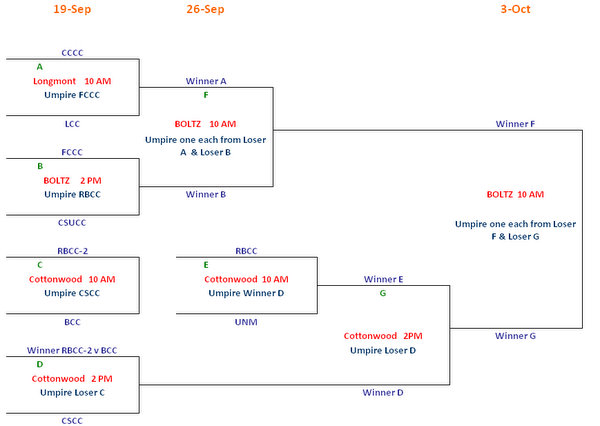 19-Sep
26-Sep
3-Oct
CCCC
A
Longmont 10 AM
Umpire FCCC
LCC
FCCC
B
BOLTZ 2 PM
Umpire RBCC
CSUCC
RBCC-2
C
Cottonwood 10 AM
Umpire CSCC
BCC
Winner RBCC-2 v BCC
D
Cottonwood 2 PM
Umpire Loser C
CSCC
Winner A
F
BOLTZ 10 AM
Umpire one each from Loser
A & Loser B
Winner B
RBCC
E
Cottonwood 10 AM
Umpire Winner D
UNM
Winner E
G
Cottonwood 2PM
Umpire Loser D
Winner D
Winner F
BOLTZ 10 AM
Umpire one each from Loser
F & Loser G
Winner G